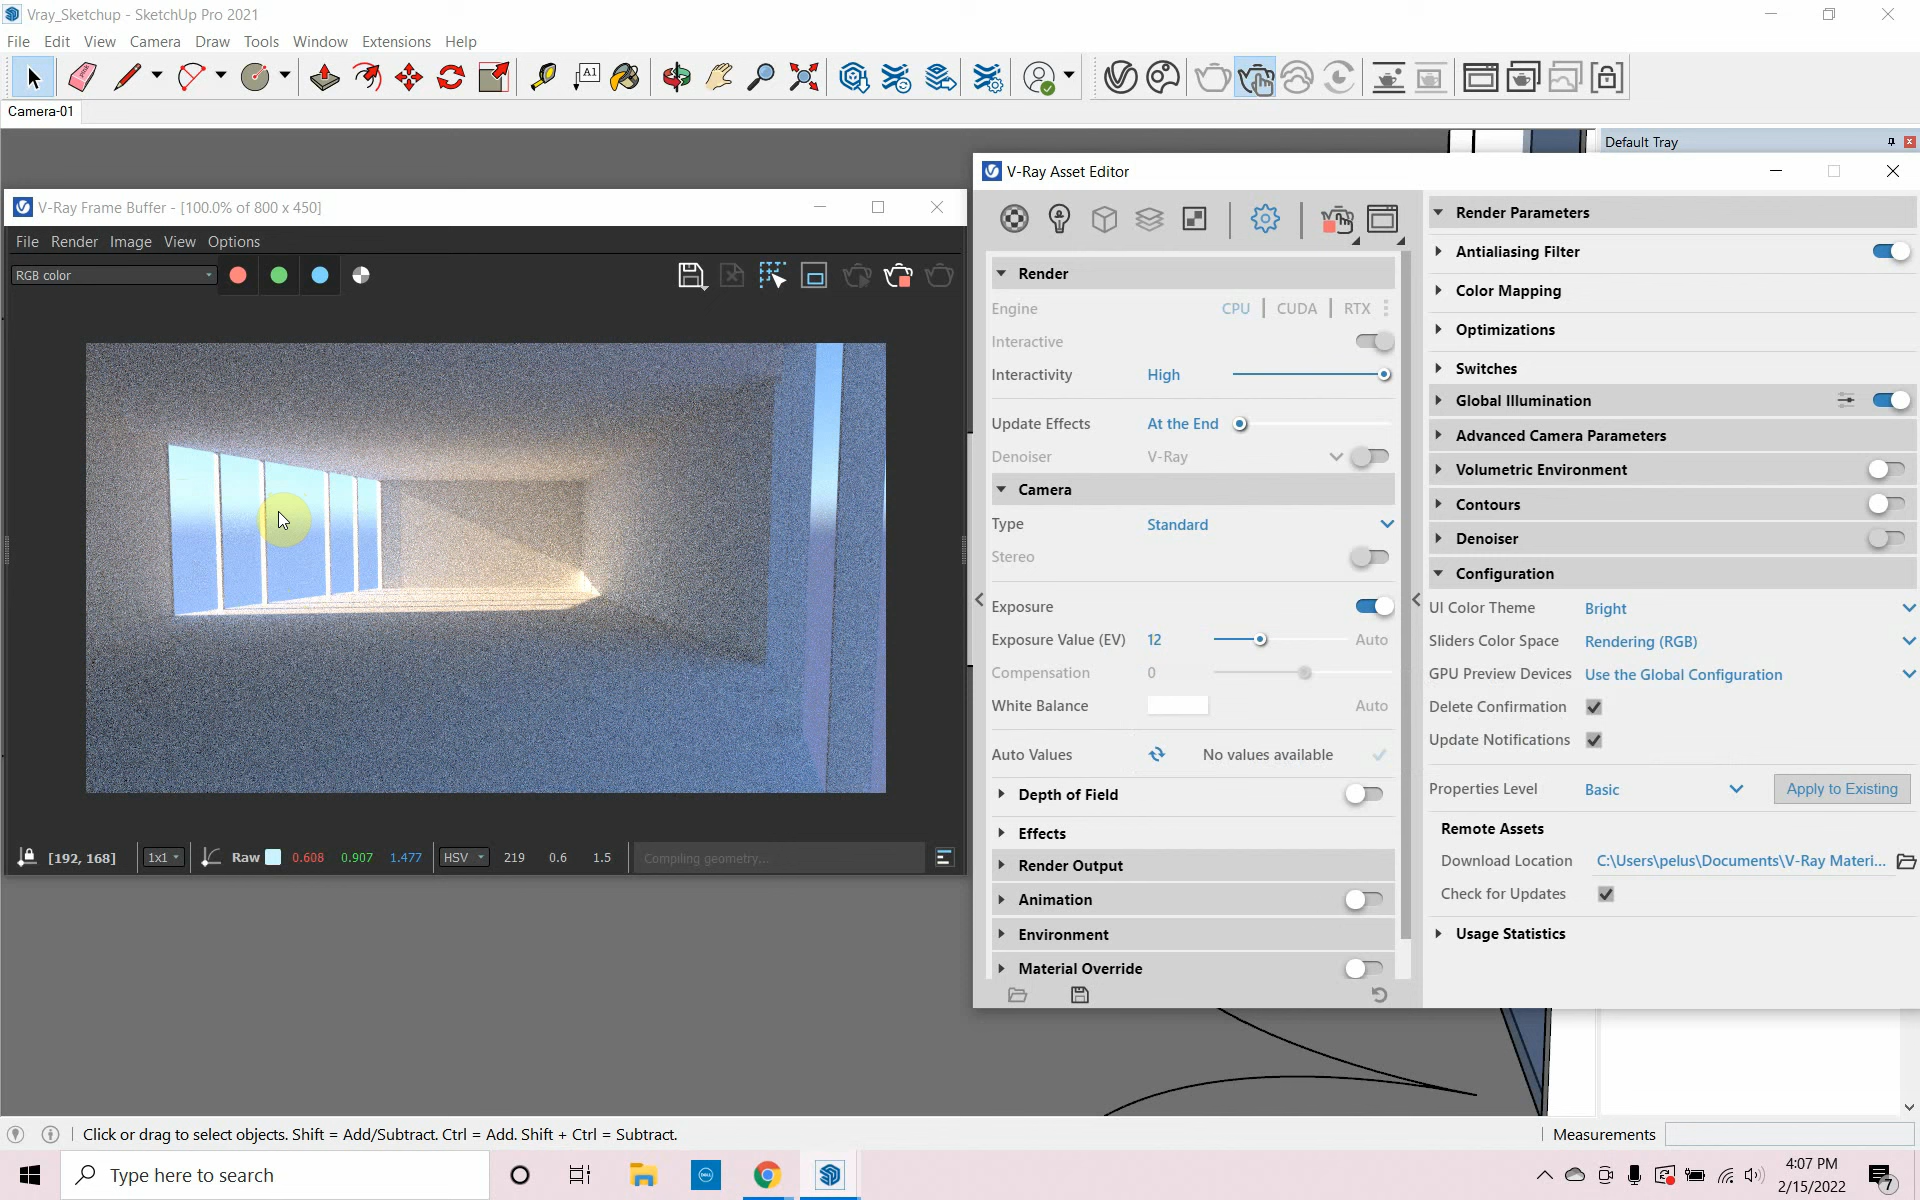 Vray_Sketchup - SketchUp Pro 2021
File Edit View Camera Draw Tools Window Extensions Help
A1
Camera-01
Default Tray
V-Ray Frame Buffer - [100.0% of 800 x 450]
File Render Image View Options
RGB color
[192, 168] 1x1 Raw 0.608 0.907 1.477 HSV 219 0.6 1.5 Compiling geometry...
V-Ray Asset Editor
Render
Engine CPU CUDA RTX
Interactive
Interactivity High
Update Effects At the End
Denoiser V-Ray
Camera
Type Standard
Stereo
Exposure
Exposure Value (EV) 12 Auto
Compensation 0
White Balance Auto
Auto Values No values available
Depth of Field
Effects
Render Output
Animation
Environment
Material Override
Render Parameters
Antialiasing Filter
Color Mapping
Optimizations
Switches
Global Illumination
Advanced Camera Parameters
Volumetric Environment
Contours
Denoiser
Configuration
UI Color Theme Bright
Sliders Color Space Rendering (RGB)
GPU Preview Devices Use the Global Configuration
Delete Confirmation
Update Notifications
Properties Level Basic Apply to Existing
Remote Assets
Download Location C:\Users\pelus\Documents\V-Ray Materi...
Check for Updates
Usage Statistics
Click or drag to select objects. Shift = Add/Subtract. Ctrl = Add. Shift + Ctrl = Subtract.
Measurements
Type here to search
4:07 PM
2/15/2022
7